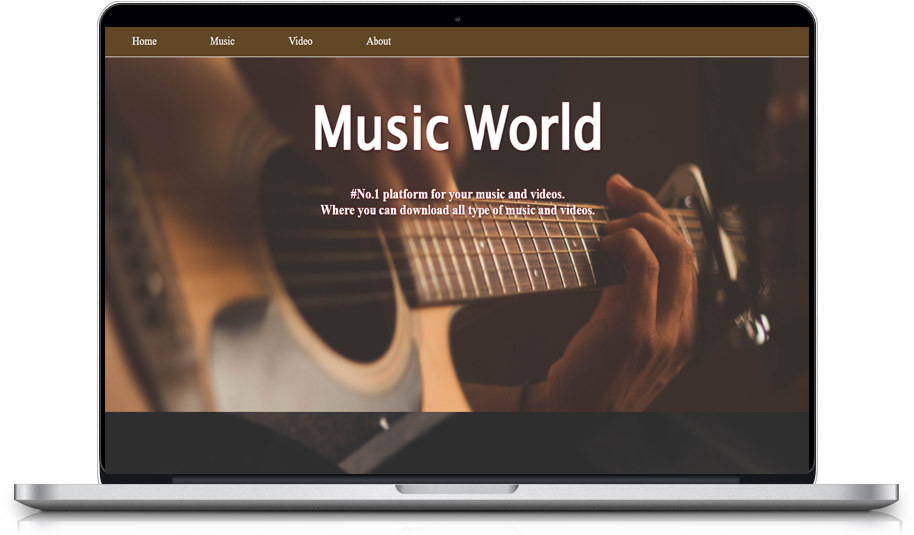 Home Music Video About
Music World
#No.1 platform for your music and videos.
Where you can download all type of music and videos.